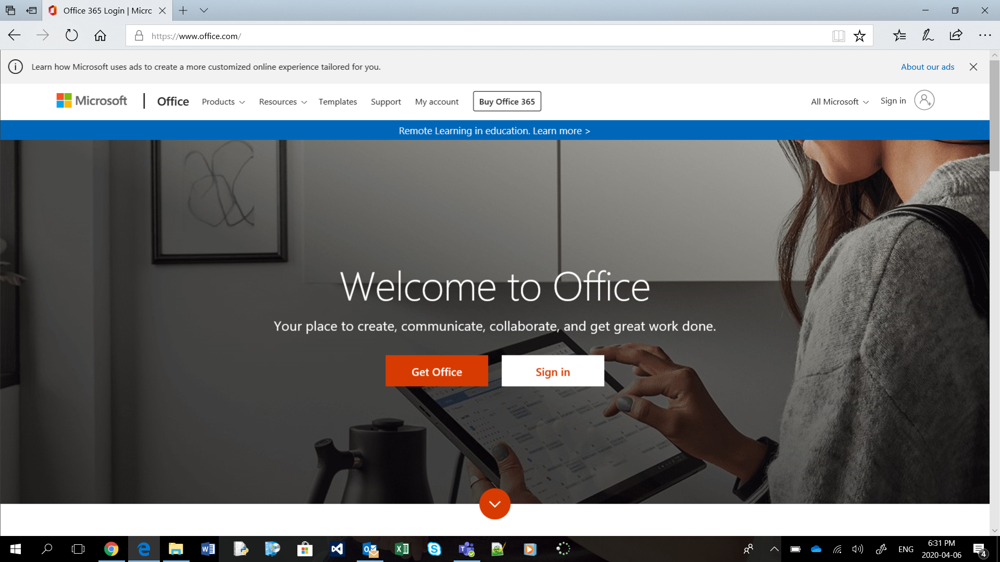 Office 365 Login | Micrc
https://www.office.com/
Learn how Microsoft uses ads to create a more customized online experience tailored for you.
About our ads
Microsoft
Office
Products
Resources
Templates
Support
My account
Buy Office 365
All Microsoft
Sign in
Remote Learning in education. Learn more >
Welcome to Office
Your place to create, communicate, collaborate, and get great work done.
Get Office
Sign in
ENG
6:31 PM
2020-04-06
4